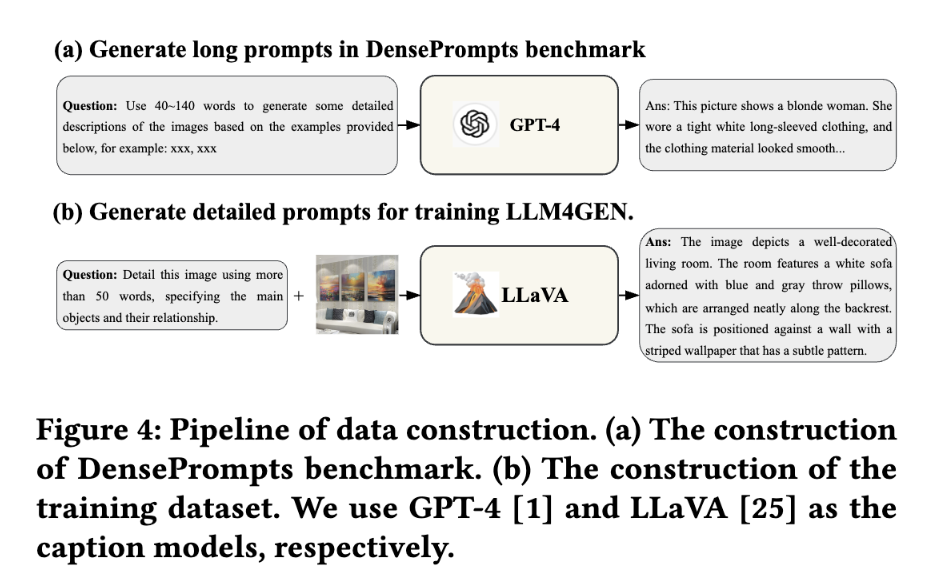 (a) Generate long prompts in DensePrompts benchmark
Question: Use 40~140 words to generate some detailed
descriptions of the images based on the examples provided
below, for example: xxx, xxx
GPT-4
Ans: This picture shows a blonde woman. She
wore a tight white long-sleeved clothing, and
the clothing material looked smooth...
(b) Generate detailed prompts for training LLM4GEN.
Question: Detail this image using more
than 50 words, specifying the main
objects and their relationship.
+
LLaVA
Ans: The image depicts a well-decorated
living room. The room features a white sofa
adorned with blue and gray throw pillows,
which are arranged neatly along the backrest.
The sofa is positioned against a wall with a
striped wallpaper that has a subtle pattern.
Figure 4: Pipeline of data construction. (a) The construction
of DensePrompts benchmark. (b) The construction of the
training dataset. We use GPT-4 [1] and LLaVA [25] as the
caption models, respectively.